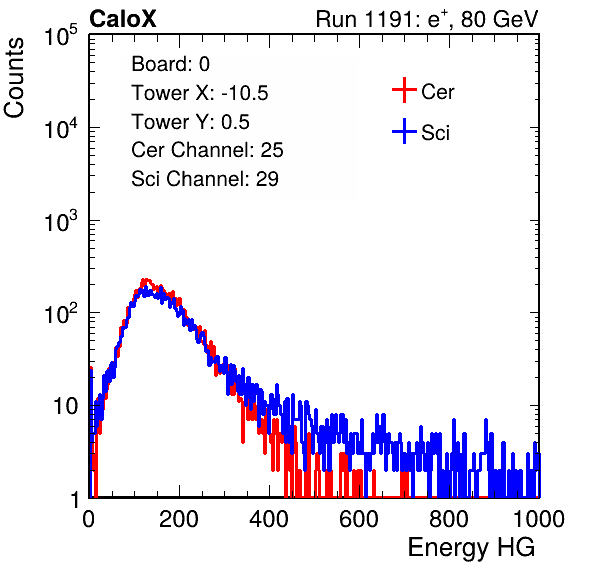 CaloX Run 1191: e⁺, 80 GeV
Counts
10⁵
10⁴
10³
10²
10
1
Board: 0
Tower X: -10.5
Tower Y: 0.5
Cer Channel: 25
Sci Channel: 29
Cer
Sci
0 200 400 600 800 1000
Energy HG